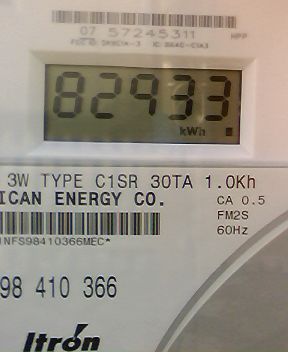 07 57245311
HPP
82933
kWh
3W TYPE C1SR 30TA 1.0Kh
ICAN ENERGY CO.
CA 0.5
FM2S
60Hz
98 410 366
Itron